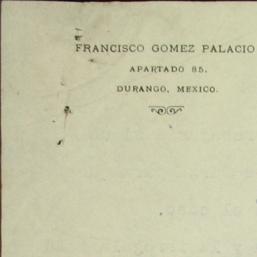 FRANCISCO GOMEZ PALACIO
APARTADO 85.
DURANGO, MEXICO.